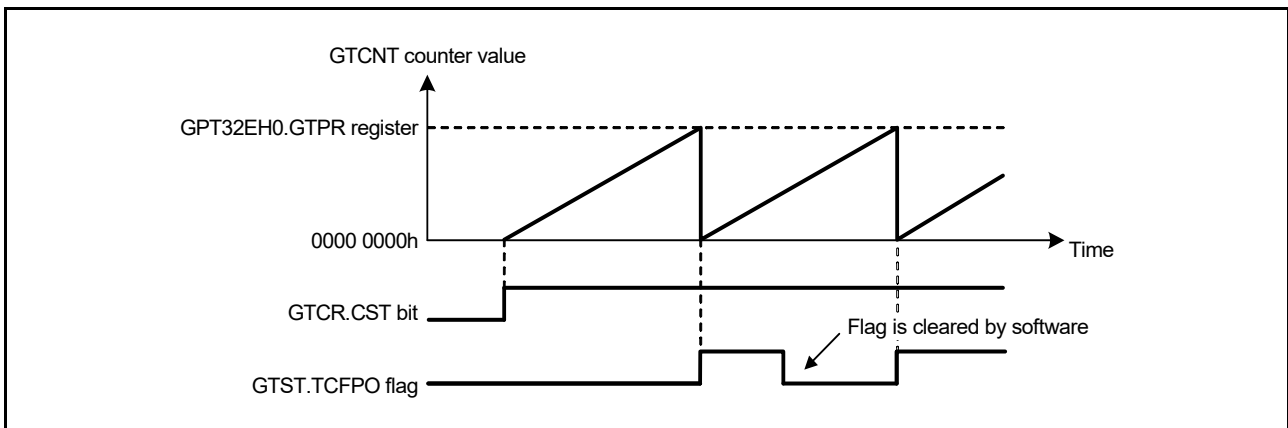 GTCNT counter value
GPT32EH0.GTPR register
0000 0000h
Time
GTCR.CST bit
Flag is cleared by software
GTST.TCFPO flag